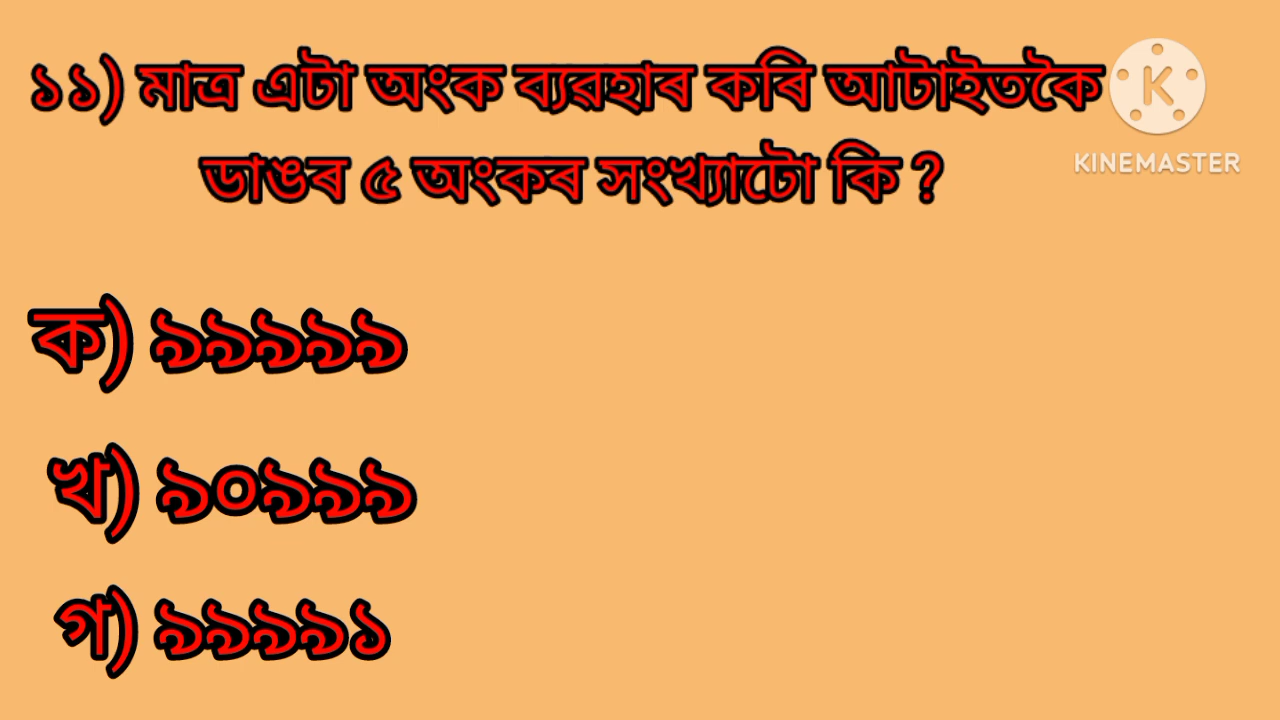 ১১) মাত্ৰ এটা অংক ব্যৱহাৰ কৰি আটাইতকৈ
ডাঙৰ ৫ অংকৰ সংখ্যাটো কি ?
KINEMASTER
ক) ৯৯৯৯৯
খ) ৯০৯৯৯
গ) ৯৯৯৯১